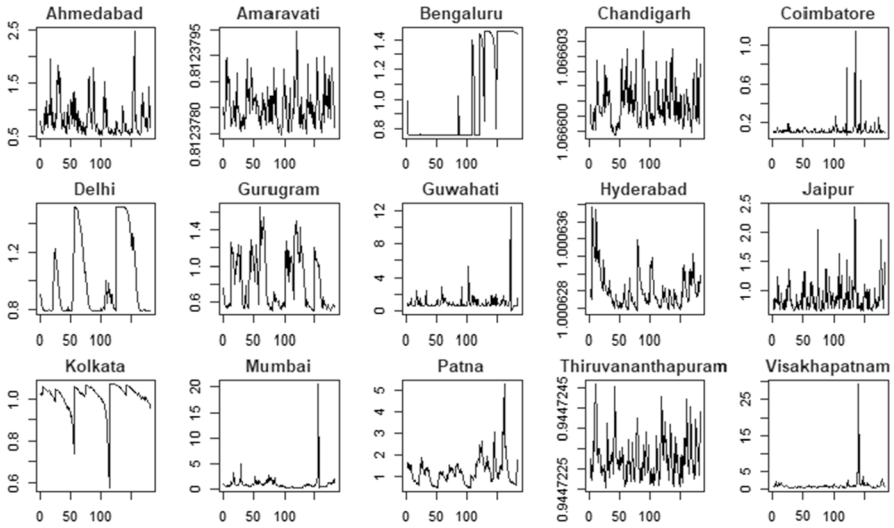 Ahmedabad Amaravati Bengaluru Chandigarh Coimbatore
0.5 1.5 2.5 0.8123780 0.8123795 0.8 1.0 1.2 1.4 1.066600 1.066603 0.2 0.6 1.0
0 50 100 0 50 100 0 50 100 0 50 100 0 50 100
Delhi Gurugram Guwahati Hyderabad Jaipur
0.8 1.2 0.6 1.0 1.4 0 4 8 12 1.000628 1.000636 1.0 1.5 2.0 2.5
0 50 100 0 50 100 0 50 100 0 50 100 0 50 100
Kolkata Mumbai Patna Thiruvananthapuram Visakhapatnam
0.6 0.8 1.0 0 5 10 15 20 1 2 3 4 5 0.9447225 0.9447245 0 5 15 25
0 50 100 0 50 100 0 50 100 0 50 100 0 50 100